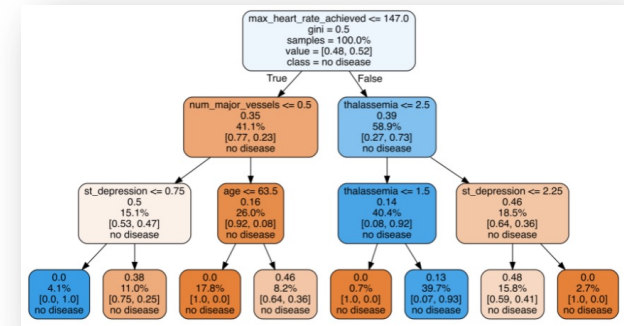 max_heart_rate_achieved <= 147.0
gini = 0.5
samples = 100.0%
value = [0.48, 0.52]
class = no disease
True
False
num_major_vessels <= 0.5
0.35
41.1%
[0.77, 0.23]
no disease
thalassemia <= 2.5
0.39
58.9%
[0.27, 0.73]
no disease
st_depression <= 0.75
0.5
15.1%
[0.53, 0.47]
no disease
age <= 63.5
0.16
26.0%
[0.92, 0.08]
no disease
thalassemia <= 1.5
0.14
40.4%
[0.08, 0.92]
no disease
st_depression <= 2.25
0.46
18.5%
[0.64, 0.36]
no disease
0.0
4.1%
[0.0, 1.0]
no disease
0.38
11.0%
[0.75, 0.25]
no disease
0.0
17.8%
[1.0, 0.0]
no disease
0.46
8.2%
[0.64, 0.36]
no disease
0.0
0.7%
[1.0, 0.0]
no disease
0.13
39.7%
[0.07, 0.93]
no disease
0.48
15.8%
[0.59, 0.41]
no disease
0.0
2.7%
[1.0, 0.0]
no disease